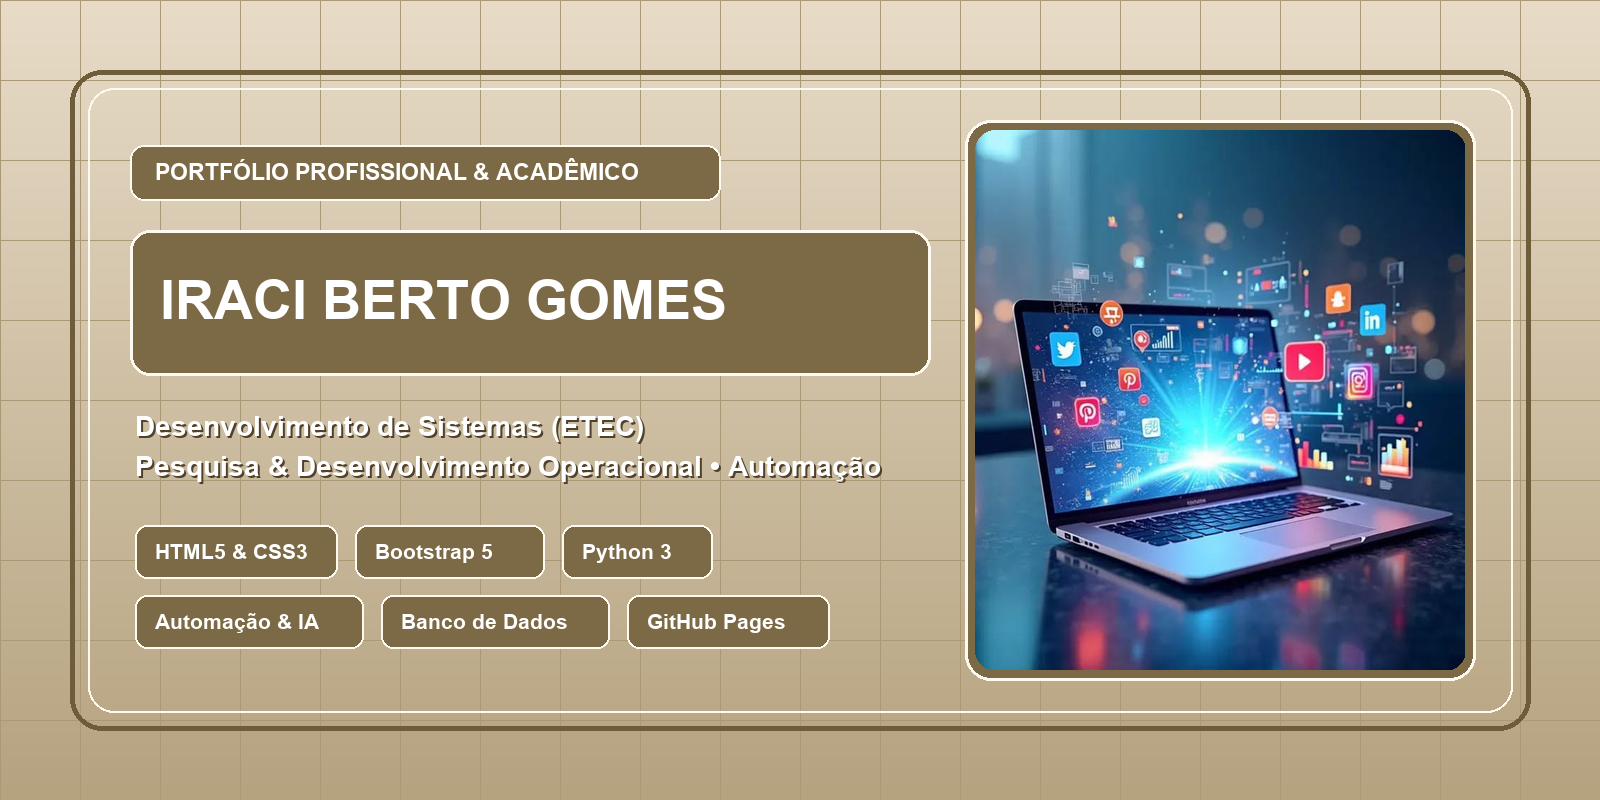 PORTFÓLIO PROFISSIONAL & ACADÊMICO
IRACI BERTO GOMES
Desenvolvimento de Sistemas (ETEC)
Pesquisa & Desenvolvimento Operacional • Automação
HTML5 & CSS3
Bootstrap 5
Python 3
Automação & IA
Banco de Dados
GitHub Pages
in